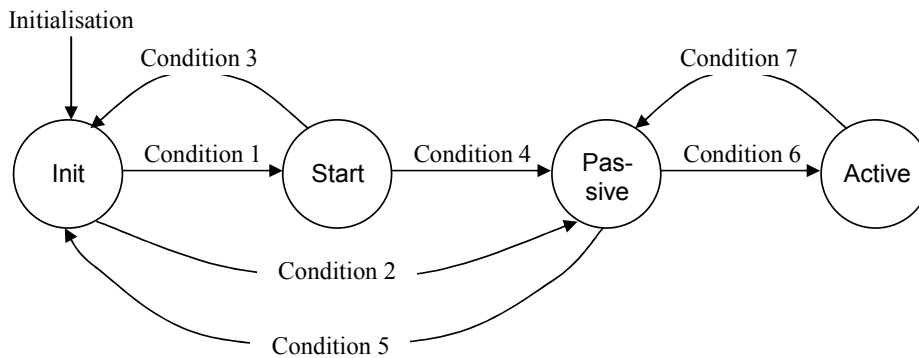 Initialisation
Condition 3
Condition 7
Condition 1
Condition 4
Condition 6
Init
Start
Pas-
sive
Active
Condition 2
Condition 5